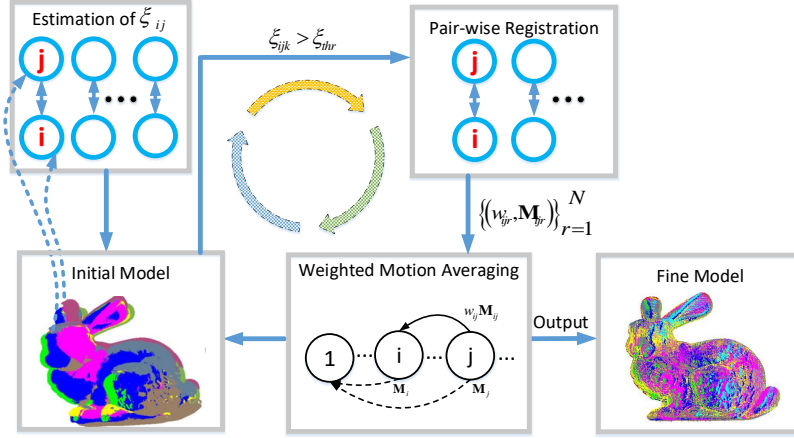 Estimation of ξ ij
j
i
...
ξijk > ξthr
Pair-wise Registration
j
i
...
{(wijr, Mijr)} N r=1
Initial Model
Weighted Motion Averaging
wij Mij
1 ... i ... j ...
Mi Mj
Output
Fine Model